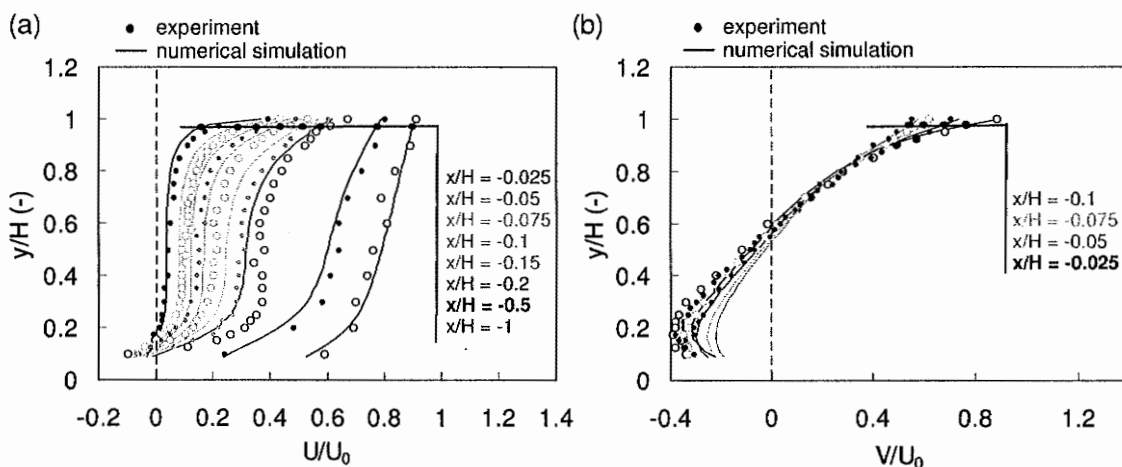 (a)
experiment
numerical simulation
1.2
1
0.8
0.6
0.4
0.2
0
y/H (-)
-0.2 0 0.2 0.4 0.6 0.8 1 1.2 1.4
U/U0
x/H = -0.025
x/H = -0.05
x/H = -0.075
x/H = -0.1
x/H = -0.15
x/H = -0.2
x/H = -0.5
x/H = -1
(b)
experiment
numerical simulation
1.2
1
0.8
0.6
0.4
0.2
0
y/H (-)
-0.4 0 0.4 0.8 1.2
V/U0
x/H = -0.1
x/H = -0.075
x/H = -0.05
x/H = -0.025